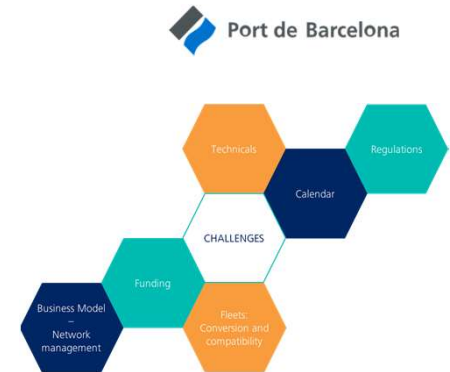 Port de Barcelona
Technicals
Regulations
Calendar
CHALLENGES
Funding
Business Model
–
Network
management
Fleets:
Conversion and
compatibility